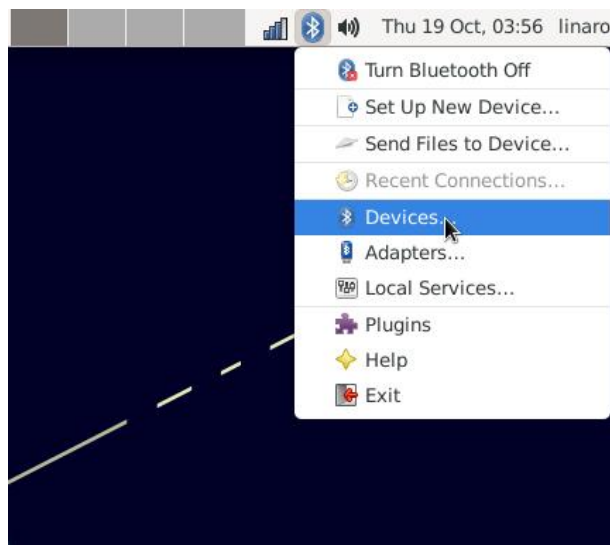 Thu 19 Oct, 03:56 linaro
Turn Bluetooth Off
Set Up New Device...
Send Files to Device...
Recent Connections...
Devices...
Adapters...
Local Services...
Plugins
Help
Exit